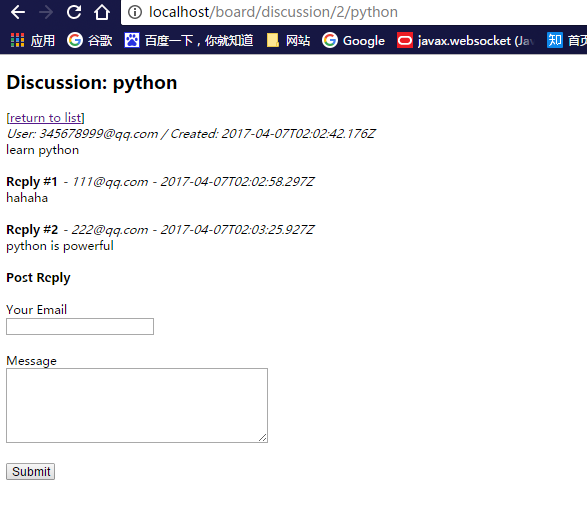 localhost/board/discussion/2/python
应用 谷歌 百度一下，你就知道 网站 Google javax.websocket (Ja 知 首页
Discussion: python
[return to list]
User: 345678999@qq.com / Created: 2017-04-07T02:02:42.176Z
learn python
Reply #1 - 111@qq.com - 2017-04-07T02:02:58.297Z
hahaha
Reply #2 - 222@qq.com - 2017-04-07T02:03:25.927Z
python is powerful
Post Reply
Your Email
Message
Submit